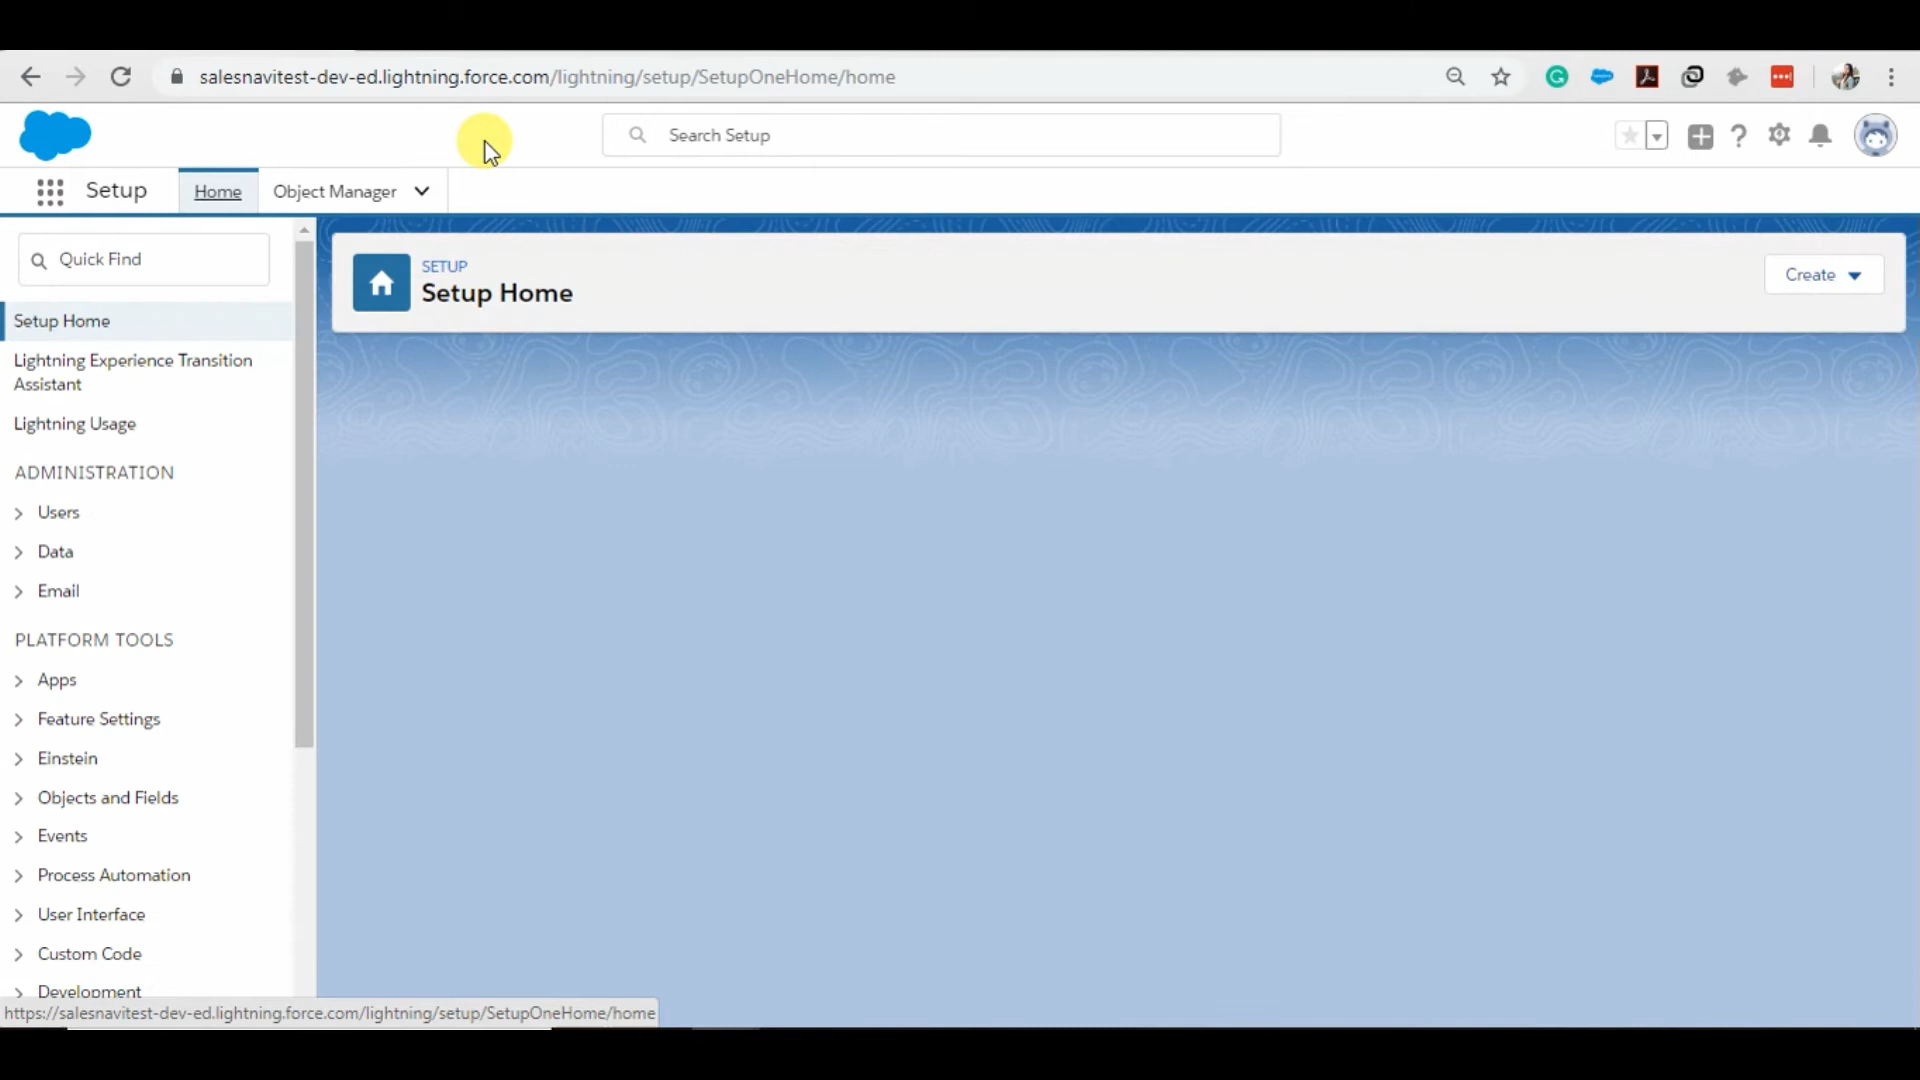 salesnavitest-dev-ed.lightning.force.com/lightning/setup/SetupOneHome/home
Search Setup
Setup
Home
Object Manager
Quick Find
SETUP
Setup Home
Create
Setup Home
Lightning Experience Transition
Assistant
Lightning Usage
ADMINISTRATION
Users
Data
Email
PLATFORM TOOLS
Apps
Feature Settings
Einstein
Objects and Fields
Events
Process Automation
User Interface
Custom Code
Development
https://salesnavitest-dev-ed.lightning.force.com/lightning/setup/SetupOneHome/home